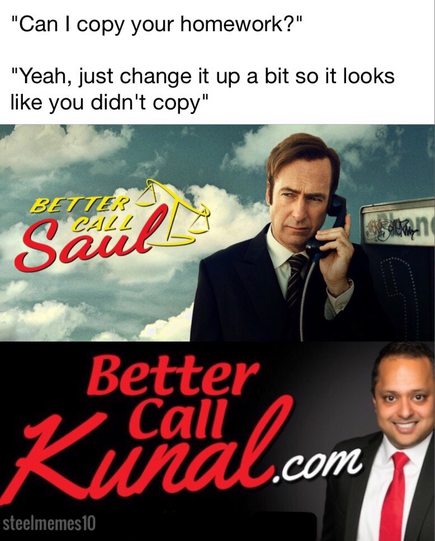 "Can I copy your homework?"
"Yeah, just change it up a bit so it looks
like you didn't copy"
BETTER
CALL
Saul
Better
Call
Kunal.com
steelmemes10